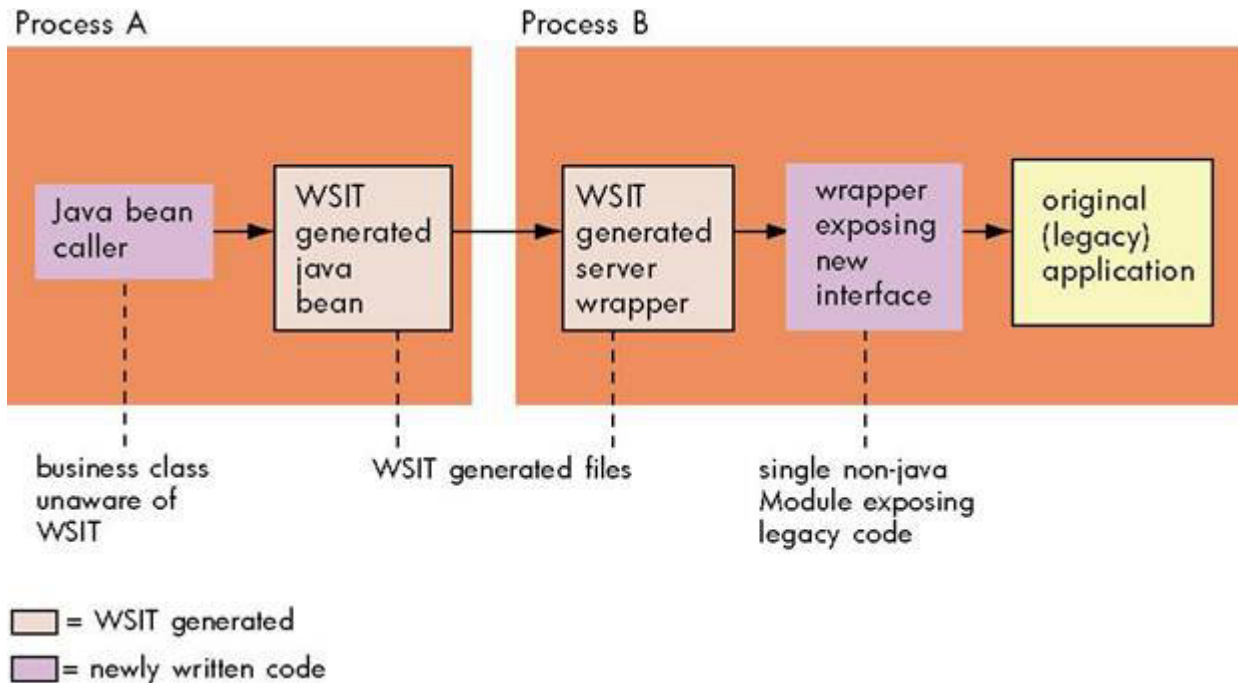 Process A
Process B
Java bean
caller
WSIT
generated
java
bean
WSIT
generated
server
wrapper
wrapper
exposing
new
interface
original
(legacy)
application
business class
unaware of
WSIT
WSIT generated files
single non-java
Module exposing
legacy code
= WSIT generated
= newly written code